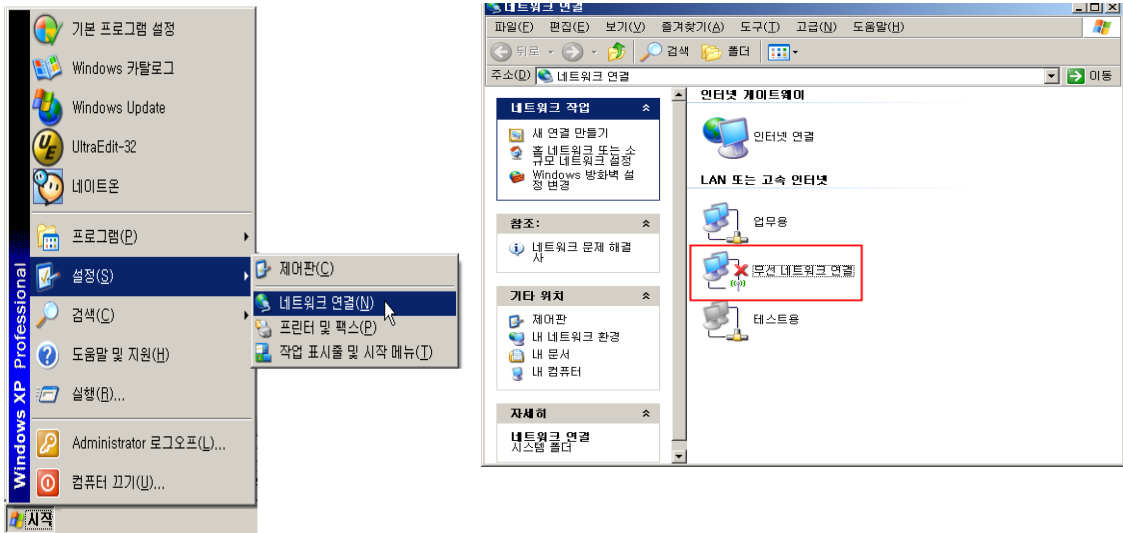 기본 프로그램 설정
Windows 카탈로그
Windows Update
UltraEdit-32
네이트온
프로그램(P)
설정(S)
검색(C)
도움말 및 지원(H)
실행(R)...
Administrator 로그오프(L)...
컴퓨터 끄기(U)...
Windows XP Professional
시작
제어판(C)
네트워크 연결(N)
프린터 및 팩스(P)
작업 표시줄 및 시작 메뉴(T)
네트워크 연결
파일(F) 편집(E) 보기(V) 즐겨찾기(A) 도구(T) 고급(N) 도움말(H)
뒤로 검색 폴더
주소(D) 네트워크 연결 이동
네트워크 작업
새 연결 만들기
홈 네트워크 또는 소
규모 네트워크 설정
Windows 방화벽 설
정 변경
참조:
네트워크 문제 해결
사
기타 위치
제어판
내 네트워크 환경
내 문서
내 컴퓨터
자세히
네트워크 연결
시스템 폴더
인터넷 게이트웨이
인터넷 연결
LAN 또는 고속 인터넷
업무용
무선 네트워크 연결
테스트용